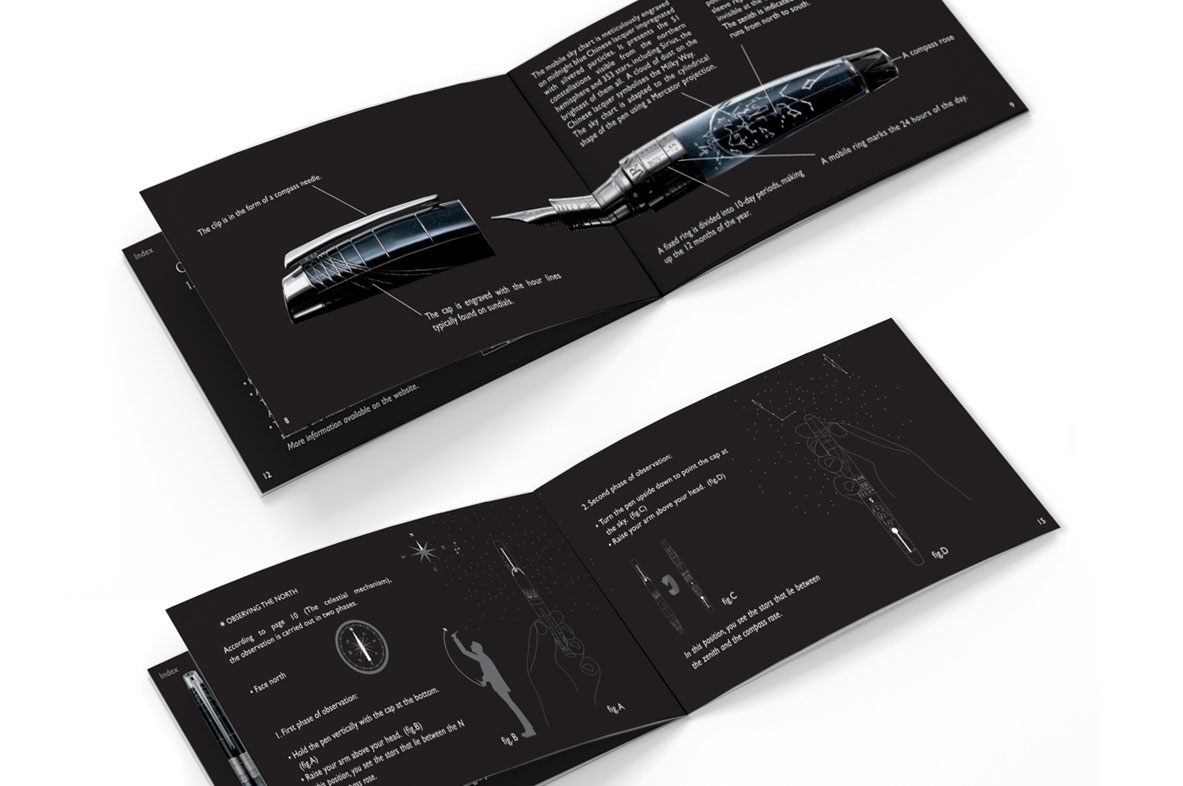 sleeve
invisible at the
The zenith is indicated
runs from north to south.
The mobile sky chart is meticulously engraved
on midnight blue Chinese lacquer impregnated
with silvered particles. It presents the 51
constellations visible from the northern
hemisphere and 353 stars, including Sirius, the
brightest of them all. A cloud of dust on the
Chinese lacquer symbolises the Milky Way.
The sky chart is adapted to the cylindrical
shape of the pen using a Mercator projection.
A compass rose
9
A mobile ring marks the 24 hours of the day.
A fixed ring is divided into 10-day periods, making
up the 12 months of the year.
The clip is in the form of a compass needle.
The cap is engraved with the hour lines
typically found on sundials.
8
Index
More information available on the website.
12
OBSERVING THE NORTH
According to page 10 (The celestial mechanism),
the observation is carried out in two phases.
• Face north
1. First phase of observation:
• Hold the pen vertically with the cap at the bottom.
(fig.A)
• Raise your arm above your head. (fig.B)
this position, you see the stars that lie between the N
rose.
fig. B
fig.A
2. Second phase of observation:
• Turn the pen upside down to point the cap at
the sky. (fig.C)
• Raise your arm above your head. (fig.D)
fig.C
fig.D
In this position, you see the stars that lie between
the zenith and the compass rose.
15
Index